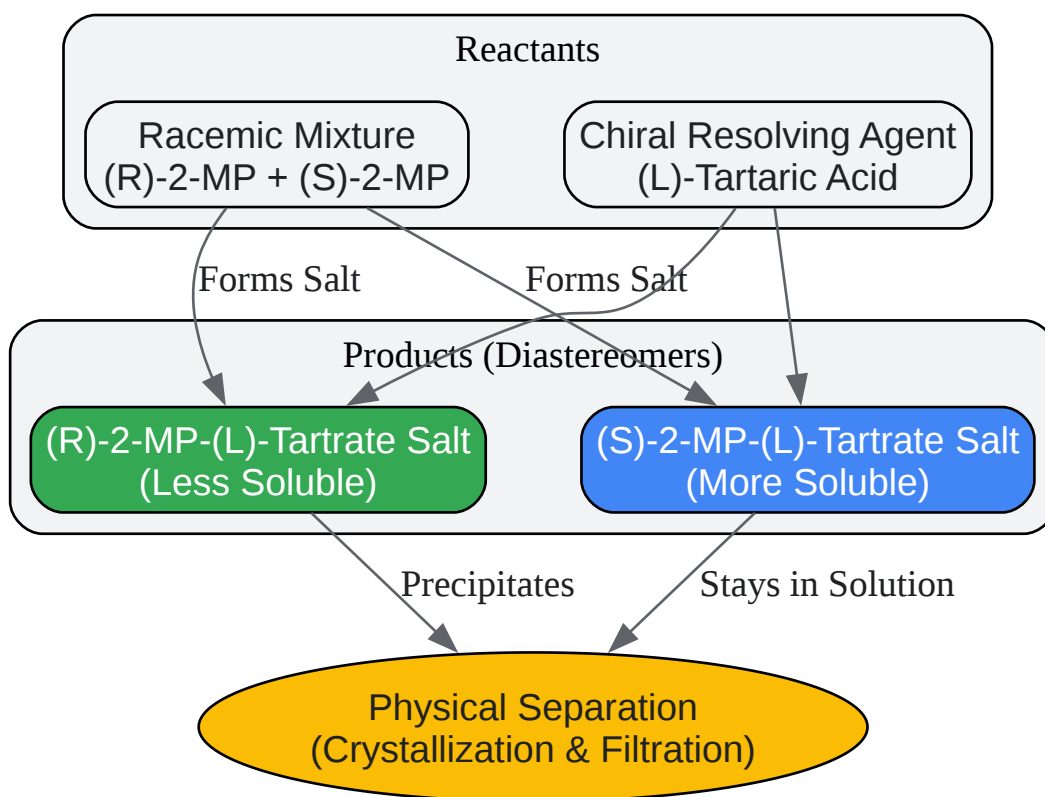 Reactants
Racemic Mixture
(R)-2-MP + (S)-2-MP
Chiral Resolving Agent
(L)-Tartaric Acid
Forms Salt
Forms Salt
Products (Diastereomers)
(R)-2-MP-(L)-Tartrate Salt
(Less Soluble)
(S)-2-MP-(L)-Tartrate Salt
(More Soluble)
Precipitates
Stays in Solution
Physical Separation
(Crystallization & Filtration)